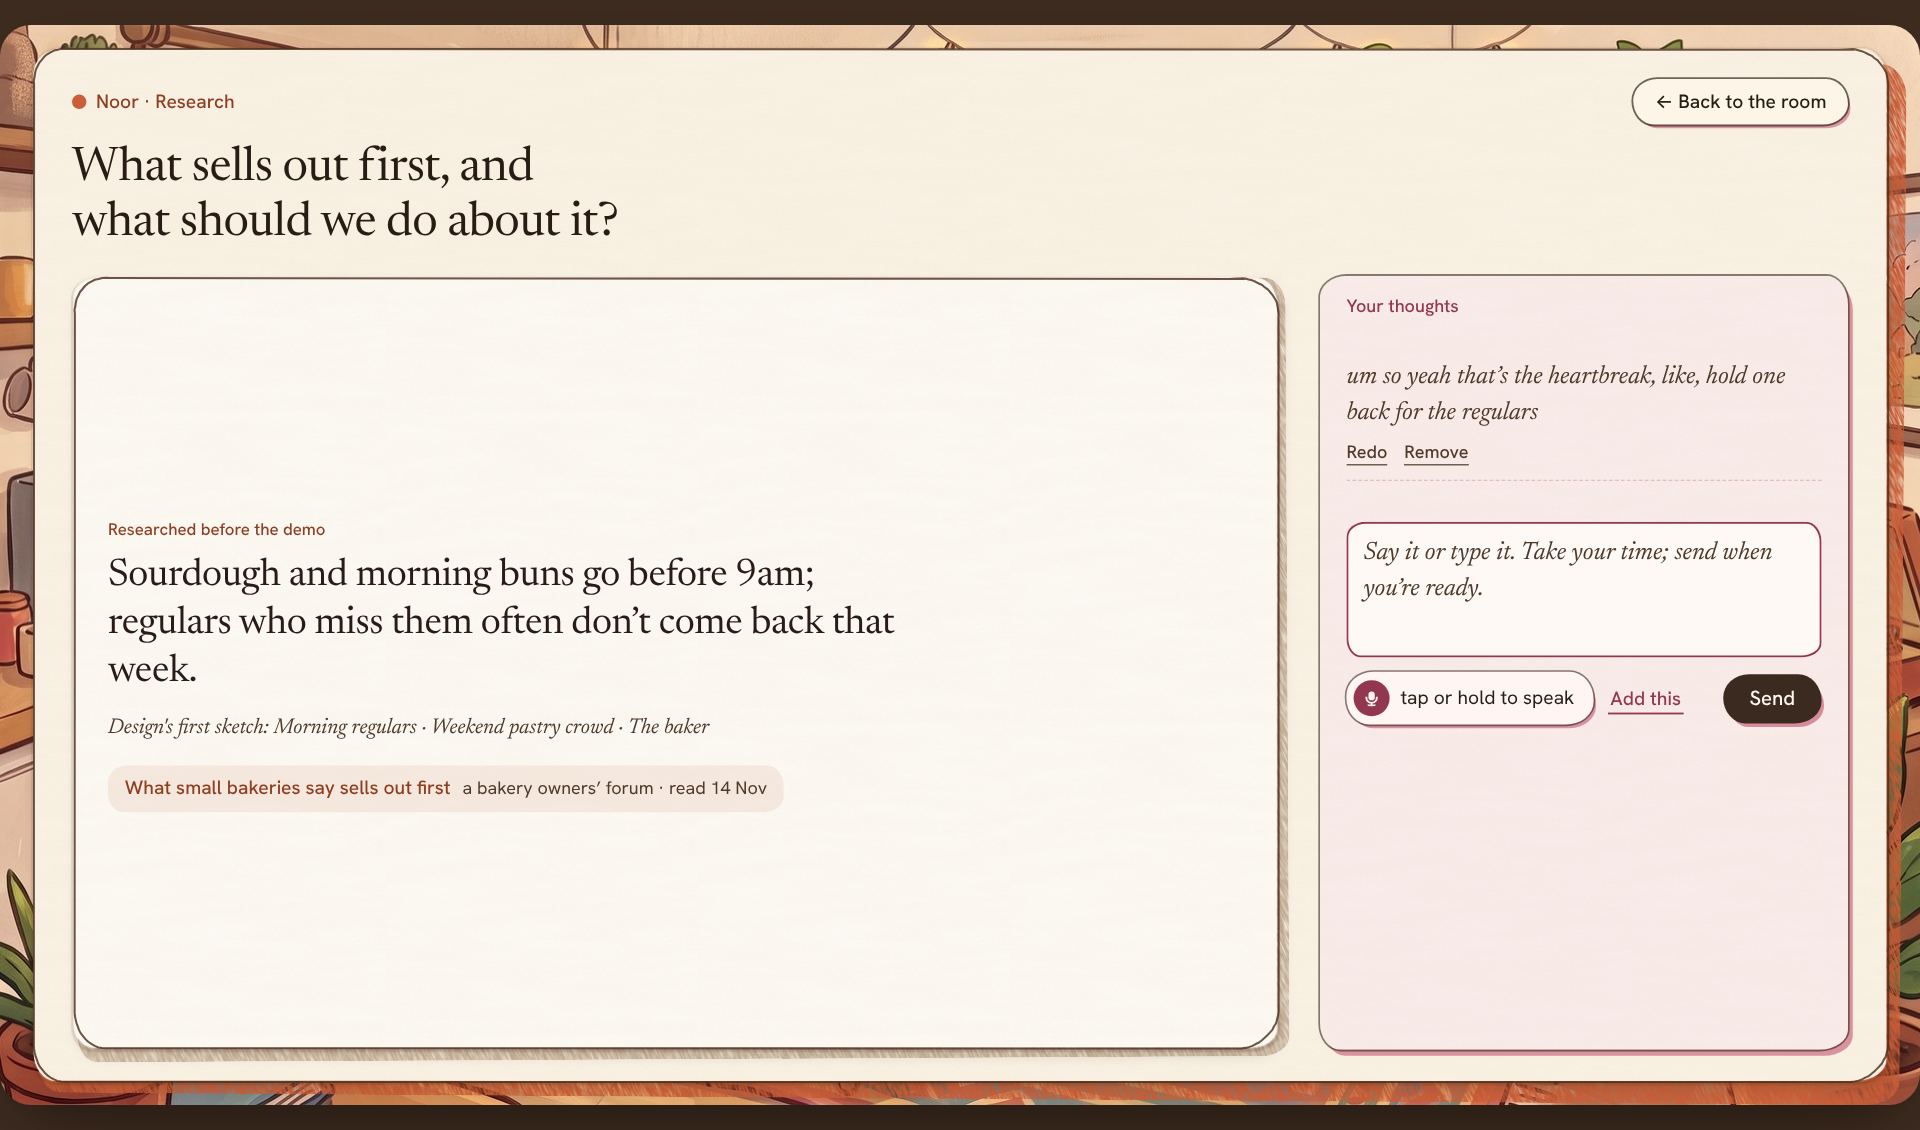 Noor · Research
← Back to the room
What sells out first, and
what should we do about it?
Researched before the demo
Sourdough and morning buns go before 9am;
regulars who miss them often don’t come back that
week.
Design's first sketch: Morning regulars · Weekend pastry crowd · The baker
What small bakeries say sells out first a bakery owners’ forum · read 14 Nov
Your thoughts
um so yeah that’s the heartbreak, like, hold one
back for the regulars
Redo Remove
Say it or type it. Take your time; send when
you’re ready.
tap or hold to speak Add this Send